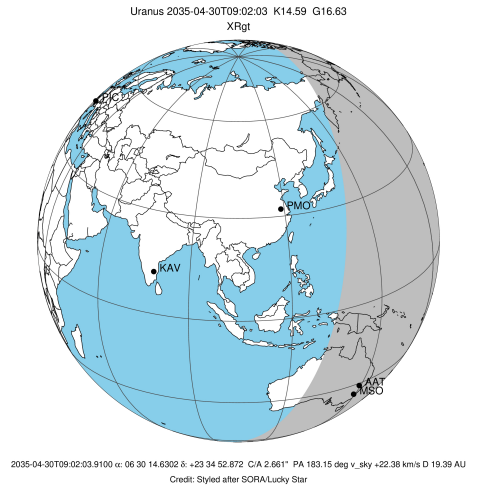 Uranus 2035-04-30T09:02:03  K14.59  G16.63
XRgt
PIC
PMO
KAV
AAT
MSO
2035-04-30T09:02:03.9100 α: 06 30 14.6302 δ: +23 34 52.872  C/A 2.661"  PA 183.15 deg v_sky +22.38 km/s D 19.39 AU
Credit: Styled after SORA/Lucky Star